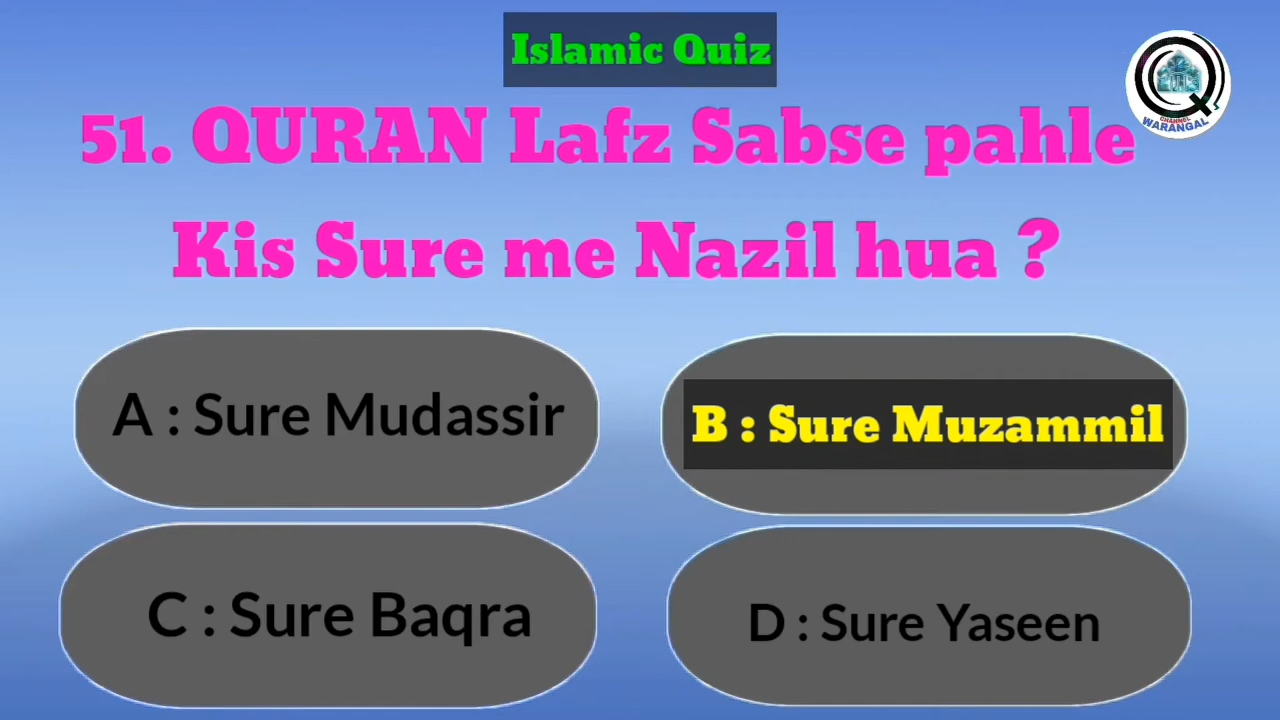 Islamic Quiz
51. QURAN Lafz Sabse pahle
Kis Sure me Nazil hua ?
A : Sure Mudassir
B : Sure Muzammil
C : Sure Baqra
D : Sure Yaseen
CHANNEL
WARANGAL